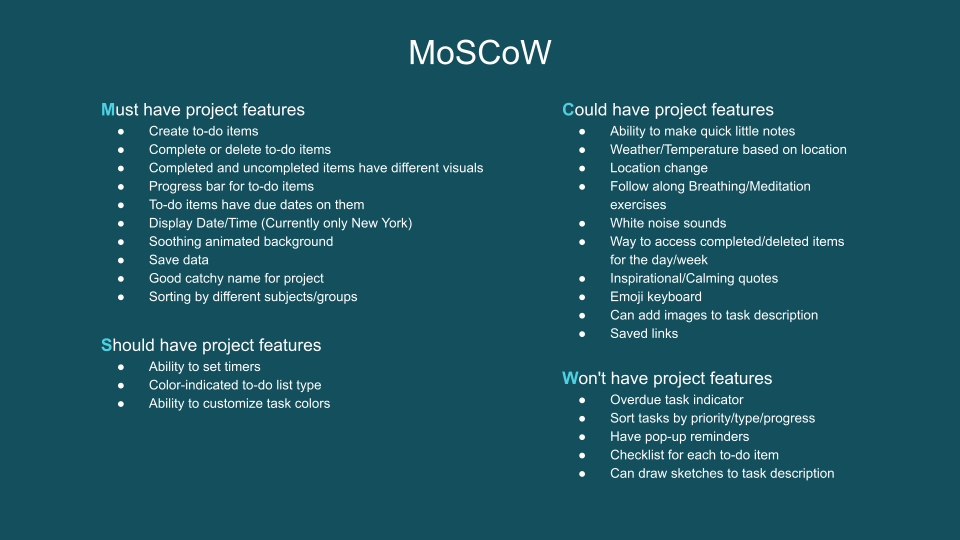 MoSCoW
Must have project features
● Create to-do items
● Complete or delete to-do items
● Completed and uncompleted items have different visuals
● Progress bar for to-do items
● To-do items have due dates on them
● Display Date/Time (Currently only New York)
● Soothing animated background
● Save data
● Good catchy name for project
● Sorting by different subjects/groups
Should have project features
● Ability to set timers
● Color-indicated to-do list type
● Ability to customize task colors
Could have project features
● Ability to make quick little notes
● Weather/Temperature based on location
● Location change
● Follow along Breathing/Meditation
exercises
● White noise sounds
● Way to access completed/deleted items
for the day/week
● Inspirational/Calming quotes
● Emoji keyboard
● Can add images to task description
● Saved links
Won't have project features
● Overdue task indicator
● Sort tasks by priority/type/progress
● Have pop-up reminders
● Checklist for each to-do item
● Can draw sketches to task description